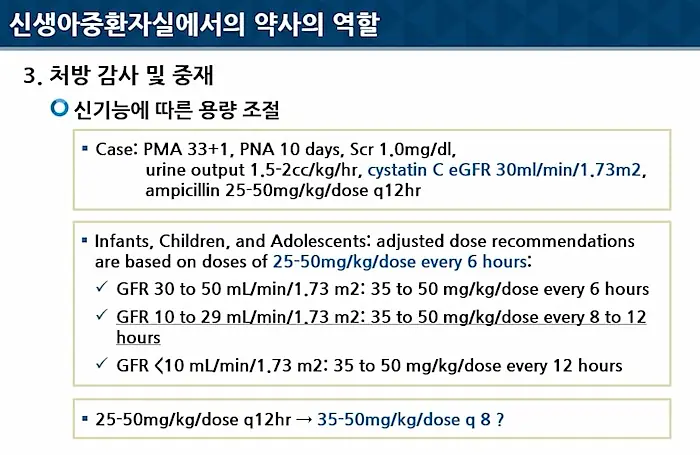 신생아중환자실에서의 약사의 역할
3. 처방 감사 및 중재
신기능에 따른 용량 조절
▪ Case: PMA 33+1, PNA 10 days, Scr 1.0mg/dl,
urine output 1.5-2cc/kg/hr, cystatin C eGFR 30ml/min/1.73m2,
ampicillin 25-50mg/kg/dose q12hr
▪ Infants, Children, and Adolescents: adjusted dose recommendations
are based on doses of 25-50mg/kg/dose every 6 hours:
✓ GFR 30 to 50 mL/min/1.73 m2: 35 to 50 mg/kg/dose every 6 hours
✓ GFR 10 to 29 mL/min/1.73 m2: 35 to 50 mg/kg/dose every 8 to 12
hours
✓ GFR <10 mL/min/1.73 m2: 35 to 50 mg/kg/dose every 12 hours
▪ 25-50mg/kg/dose q12hr → 35-50mg/kg/dose q 8 ?